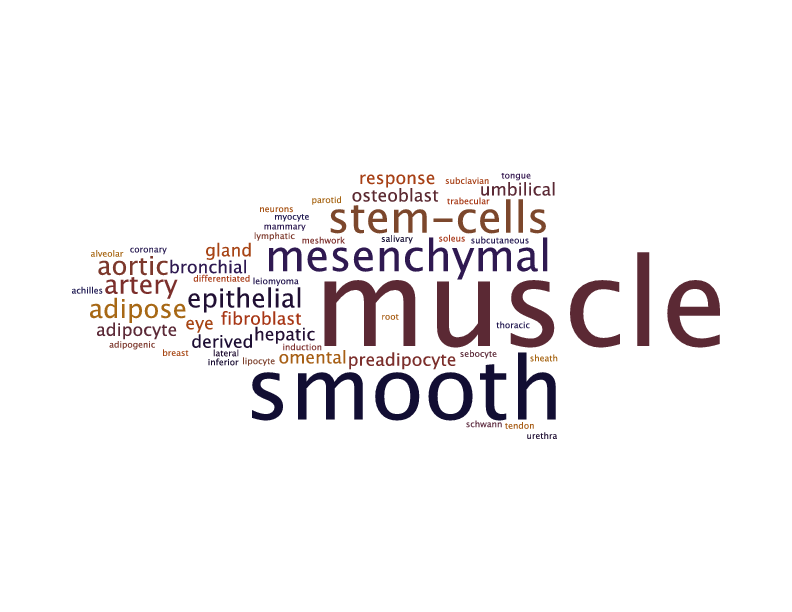 tongue
response subclavian
osteoblast umbilical
parotid trabecular
neurons
myocyte stem-cells
mammary
lymphatic meshwork salivary soleus subcutaneous
alveolar coronary gland mesenchymal
aortic bronchial
achilles artery differentiated leiomyoma
adipose epithelial muscle
adipocyte eye fibroblast root thoracic
adipogenic derived hepatic
breast lateral induction
inferior lipocyte omental preadipocyte sebocyte sheath
smooth
schwann tendon
urethra